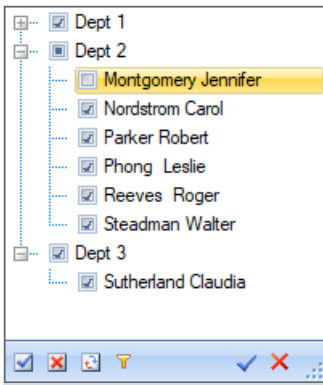 Dept 1
Dept 2
Montgomery Jennifer
Nordstrom Carol
Parker Robert
Phong  Leslie
Reeves  Roger
Steadman Walter
Dept 3
Sutherland Claudia